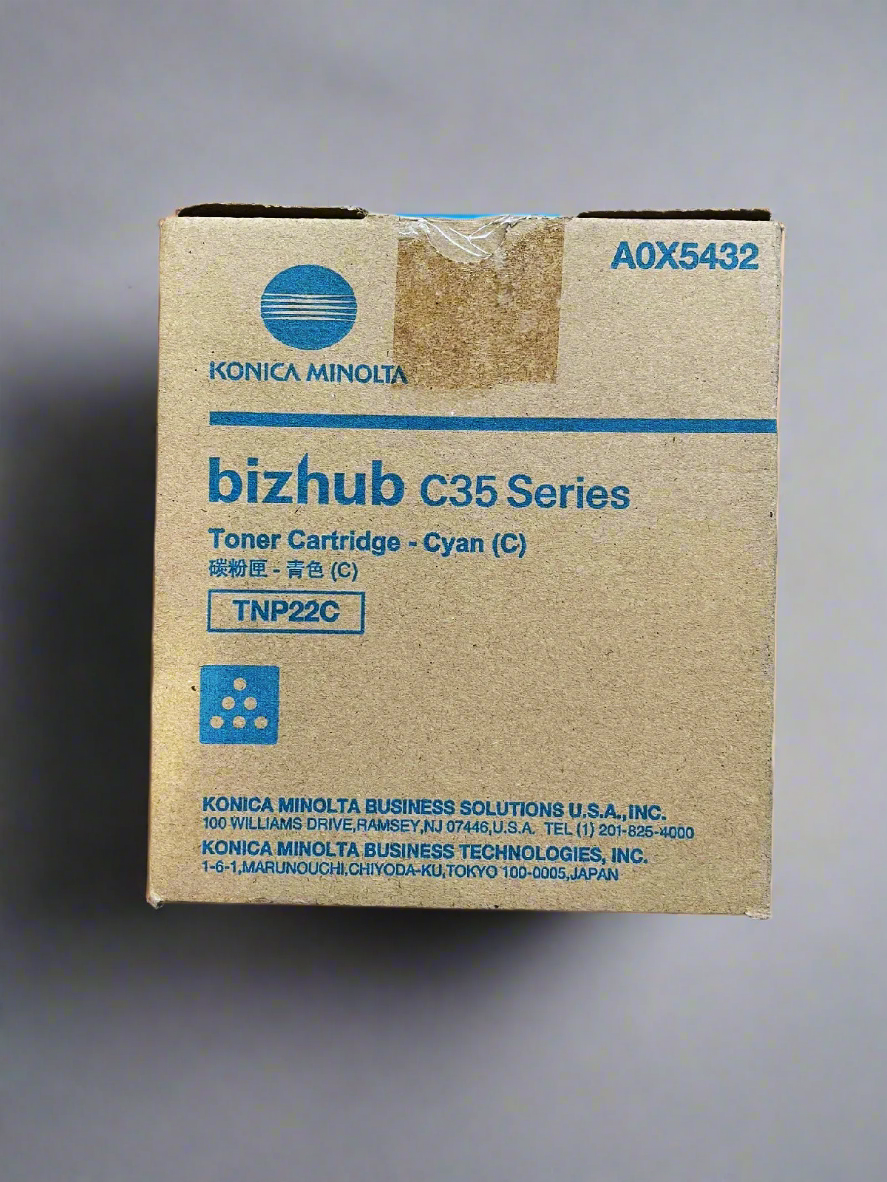 A0X5432
KONICA MINOLTA
bizhub C35 Series
Toner Cartridge - Cyan (C)
碳粉匣 - 青色 (C)
TNP22C
KONICA MINOLTA BUSINESS SOLUTIONS U.S.A.,INC.
100 WILLIAMS DRIVE,RAMSEY,NJ 07446,U.S.A. TEL (1) 201-825-4000
KONICA MINOLTA BUSINESS TECHNOLOGIES, INC.
1-6-1,MARUNOUCHI,CHIYODA-KU,TOKYO 100-0005,JAPAN